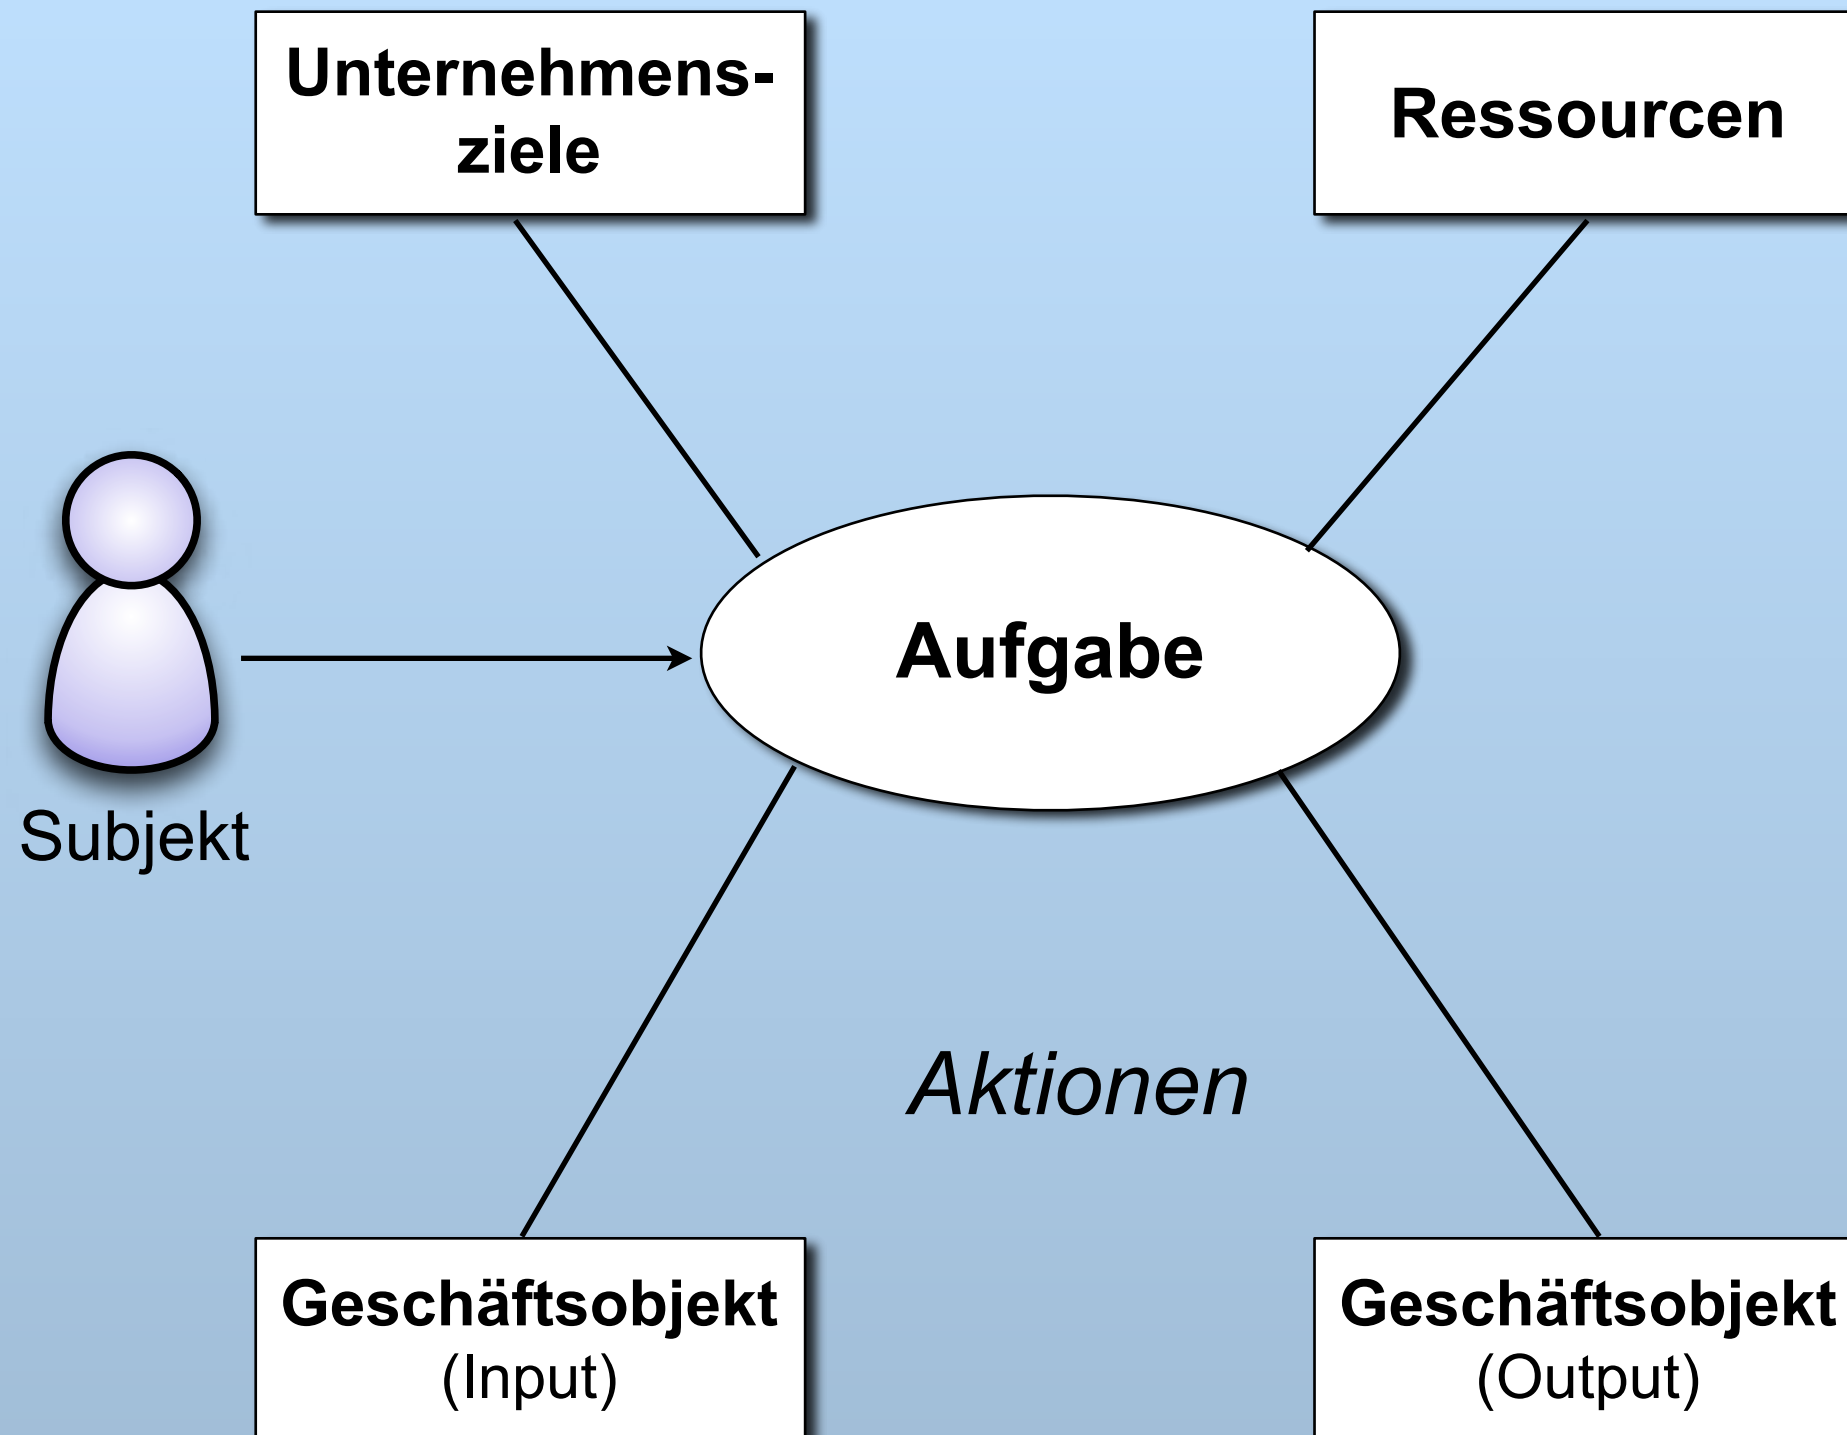 Unternehmens-
ziele
Ressourcen
Aufgabe
Subjekt
Aktionen
Geschäftsobjekt
(Input)
Geschäftsobjekt
(Output)